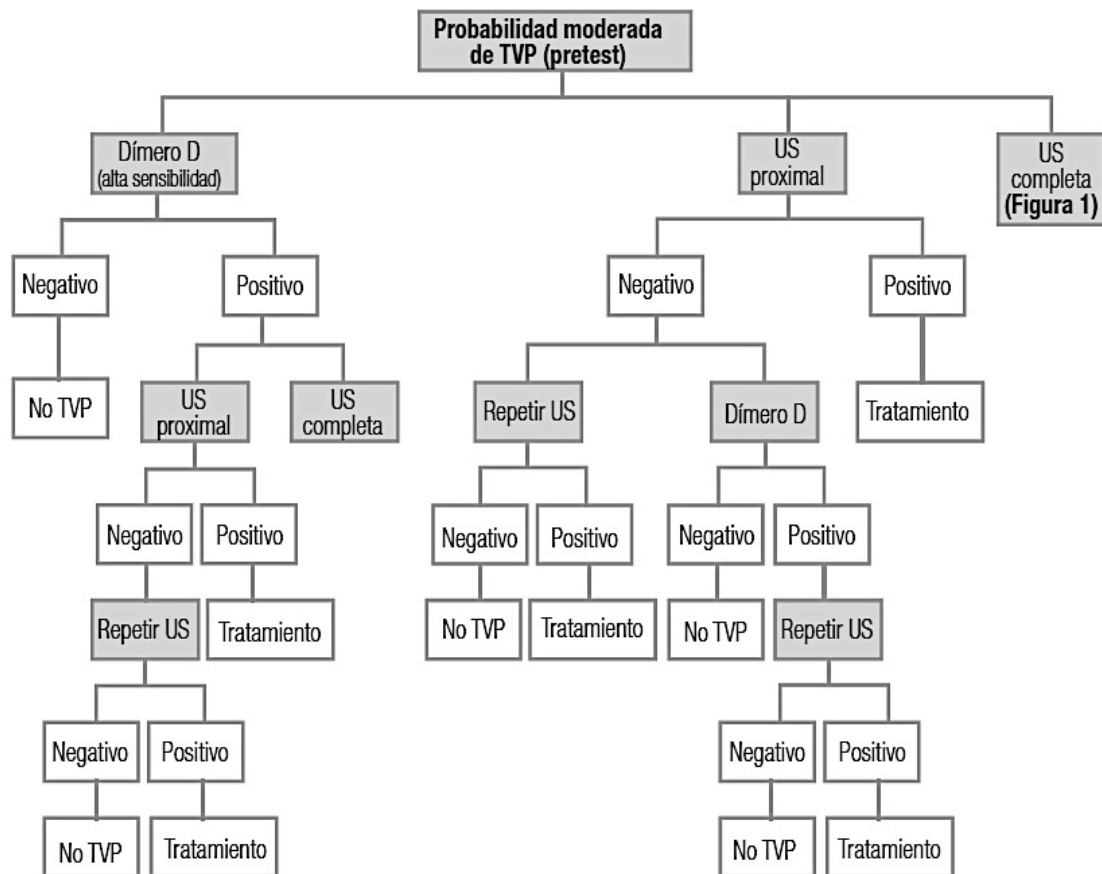 Probabilidad moderada
de TVP (pretest)
Dímero D
(alta sensibilidad)
US
proximal
US
completa
(Figura 1)
Negativo
Positivo
Negativo
Positivo
No TVP
US
proximal
US
completa
Repetir US
Dímero D
Tratamiento
Negativo
Positivo
Negativo
Positivo
Negativo
Positivo
Repetir US
Tratamiento
No TVP
Tratamiento
No TVP
Repetir US
Negativo
Positivo
Negativo
Positivo
No TVP
Tratamiento
No TVP
Tratamiento